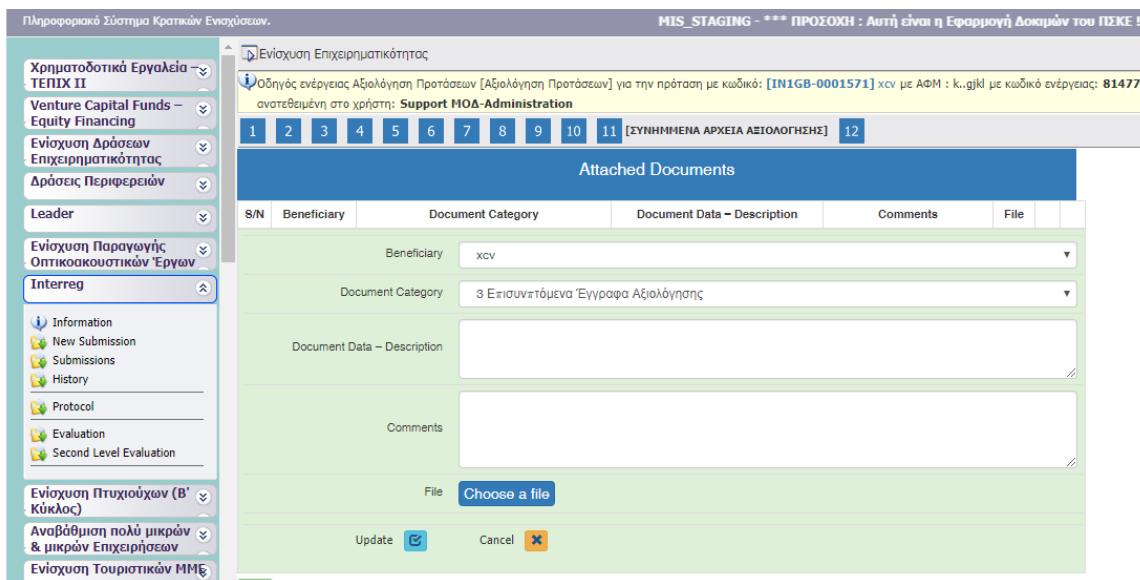 Πληροφοριακό Σύστημα Κρατικών Ενισχύσεων.
MIS_STAGING - *** ΠΡΟΣΟΧΗ : Αυτή είναι η Εφαρμογή Δοκιμών του ΠΣΚΕ !
Χρηματοδοτικά Εργαλεία –
ΤΕΠΙΧ ΙΙ
Venture Capital Funds –
Equity Financing
Ενίσχυση Δράσεων
Επιχειρηματικότητας
Δράσεις Περιφερειών
Leader
Ενίσχυση Παραγωγής
Οπτικοακουστικών Έργων
Interreg
Information
New Submission
Submissions
History
Protocol
Evaluation
Second Level Evaluation
Ενίσχυση Πτυχιούχων (Β'
Κύκλος)
Αναβάθμιση πολύ μικρών
& μικρών Επιχειρήσεων
Ενίσχυση Τουριστικών ΜΜΕ
Ενίσχυση Επιχειρηματικότητας
Οδηγός ενέργειας Αξιολόγηση Προτάσεων [Αξιολόγηση Προτάσεων] για την πρόταση με κωδικό: [IN1GB-0001571] xcv με ΑΦΜ : k..gjkl με κωδικό ενέργειας: 81477
ανατεθειμένη στο χρήστη: Support ΜΟΔ-Administration
1 2 3 4 5 6 7 8 9 10 11 [ΣΥΝΗΜΜΕΝΑ ΑΡΧΕΙΑ ΑΞΙΟΛΟΓΗΣΗΣ] 12
Attached Documents
S/N Beneficiary Document Category Document Data – Description Comments File
Beneficiary xcv
Document Category 3 Επισυνπτόμενα Έγγραφα Αξιολόγησης
Document Data – Description
Comments
File Choose a file
Update Cancel